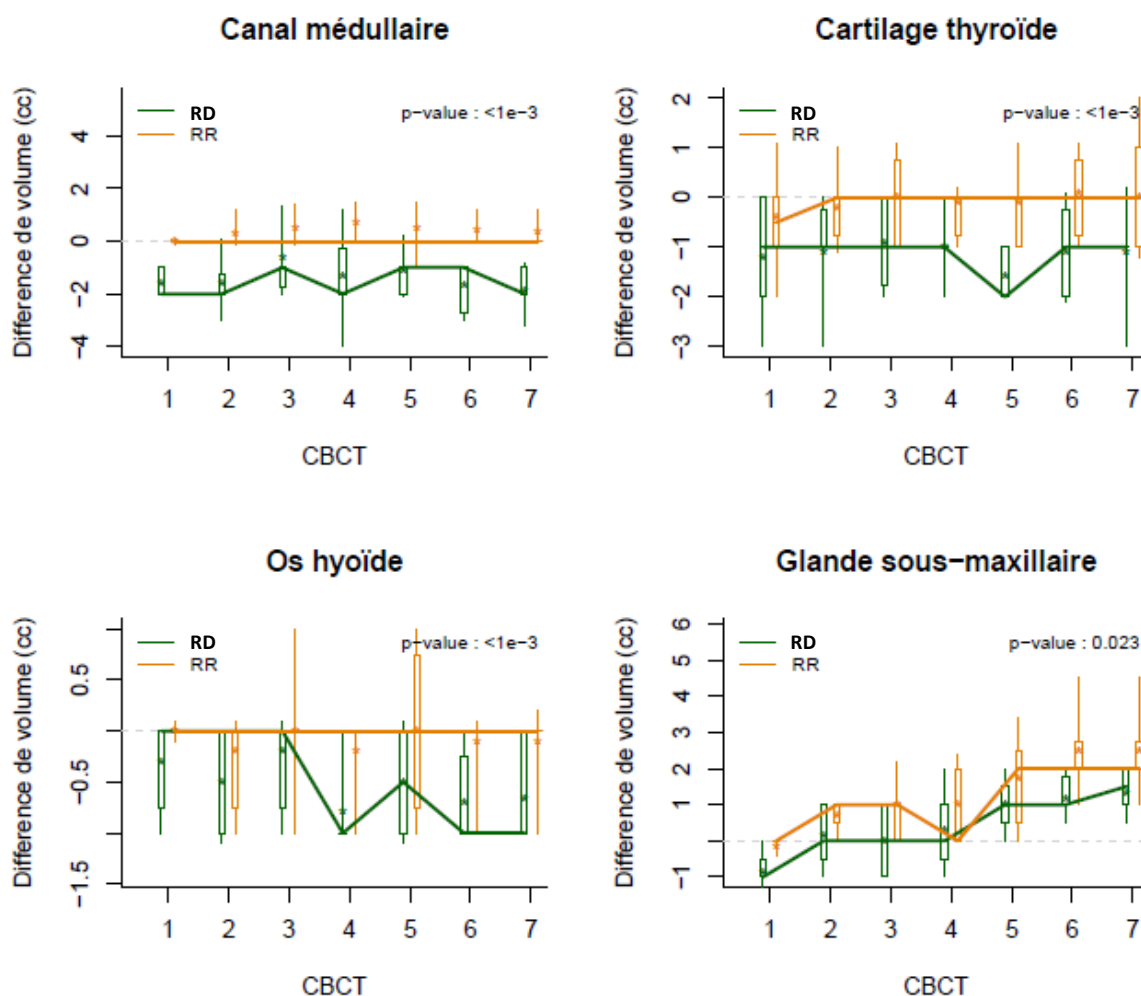 Canal médullaire
Difference de volume (cc)
RD
RR
p-value : <1e-3
4
2
0
-2
-4
1 2 3 4 5 6 7
CBCT
Cartilage thyroïde
Difference de volume (cc)
RD
RR
p-value : <1e-3
2
1
0
-1
-2
-3
1 2 3 4 5 6 7
CBCT
Os hyoïde
Difference de volume (cc)
RD
RR
p-value : <1e-3
0.5
-0.5
-1.5
1 2 3 4 5 6 7
CBCT
Glande sous-maxillaire
Difference de volume (cc)
RD
RR
p-value : 0.023
6
5
4
3
2
1
-1
1 2 3 4 5 6 7
CBCT